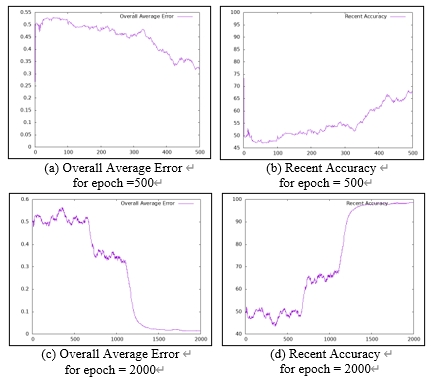 Overall Average Error
0.55
0.5
0.45
0.4
0.35
0.3
0.25
0.2
0.15
0.1
0.05
0
0 100 200 300 400 500
(a) Overall Average Error ↵
for epoch =500↵
Recent Accuracy
100
95
90
85
80
75
70
65
60
55
50
45
0 100 200 300 400 500
(b) Recent Accuracy ↵
for epoch = 500↵
Overall Average Error
0.6
0.5
0.4
0.3
0.2
0.1
0
0 500 1000 1500 2000
(c) Overall Average Error ↵
for epoch = 2000↵
Recent Accuracy
100
90
80
70
60
50
40
0 500 1000 1500 2000
(d) Recent Accuracy ↵
for epoch = 2000↵